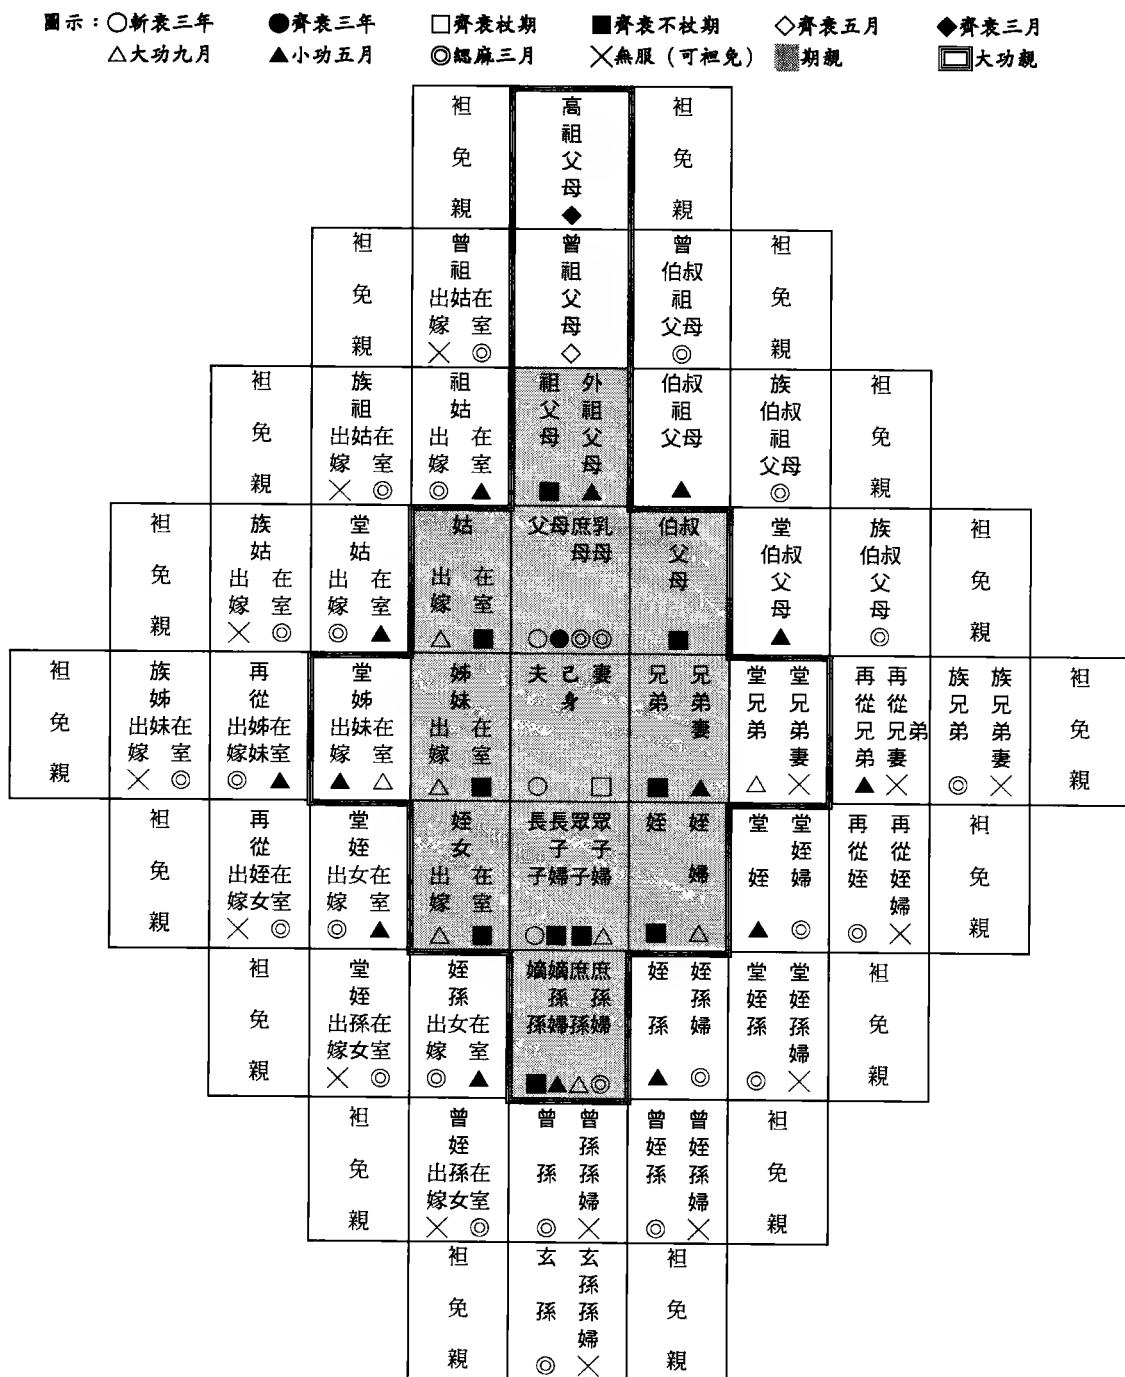 圖示：○斬衰三年 ●齊衰三年 □齊衰杖期 ■齊衰不杖期 ◇齊衰五月 ◆齊衰三月
△大功九月 ▲小功五月 ◎緦麻三月 ╳無服（可袒免） 期親 大功親
袒免親
高祖父母◆
袒免親
袒免親
曾祖姑 出嫁╳ 在室◎
曾祖父母◇
曾伯叔祖父母◎
袒免親
袒免親
族祖姑 出嫁╳ 在室◎
祖姑 出嫁◎ 在室▲
祖父母■ 外祖父母▲
伯叔祖父母▲
族伯叔祖父母◎
袒免親
袒免親
族姑 出嫁╳ 在室◎
堂姑 出嫁◎ 在室▲
姑 出嫁△ 在室■
父母庶母乳母 ○●◎◎
伯叔父母■
堂伯叔父母▲
族伯叔父母◎
袒免親
袒免親
族姊妹 出嫁╳ 在室◎
再從姊妹 出嫁◎ 在室▲
堂姊妹 出嫁▲ 在室△
姊妹 出嫁△ 在室■
夫○ 己身 妻□
兄弟■ 兄弟妻▲
堂兄弟△ 堂兄弟妻╳
再從兄弟▲ 再從兄弟妻╳
族兄弟◎ 族兄弟妻╳
袒免親
袒免親
再從姪女 出嫁╳ 在室◎
堂姪女 出嫁◎ 在室▲
姪女 出嫁△ 在室■
長子○ 長子婦■ 眾子■ 眾子婦△
姪■ 姪婦△
堂姪▲ 堂姪婦◎
再從姪◎ 再從姪婦╳
袒免親
袒免親
堂姪孫女 出嫁╳ 在室◎
姪孫女 出嫁◎ 在室▲
嫡孫■ 嫡孫婦▲ 庶孫△ 庶孫婦◎
姪孫▲ 姪孫婦◎
堂姪孫◎ 堂姪孫婦╳
袒免親
袒免親
曾姪孫女 出嫁╳ 在室◎
曾孫◎ 曾孫孫婦╳
曾姪孫◎ 曾姪孫婦╳
袒免親
袒免親
玄孫◎ 玄孫孫婦╳
袒免親